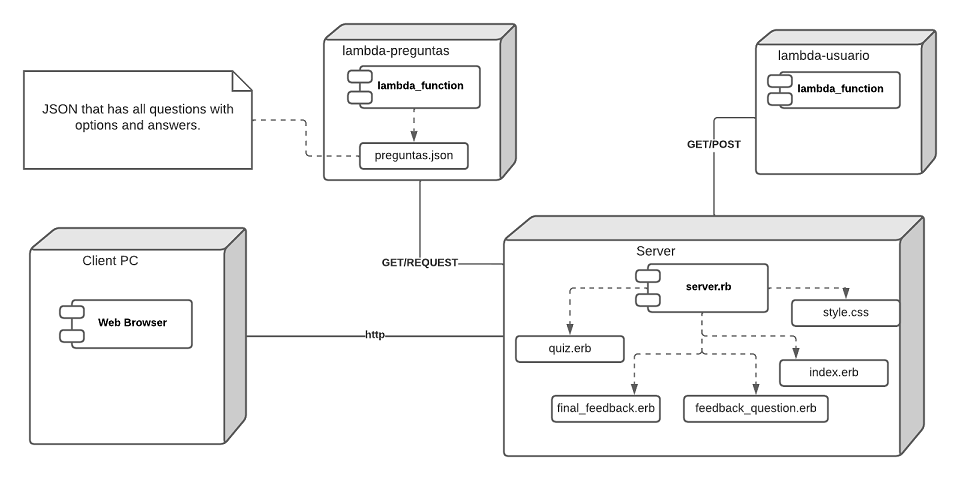 lambda-preguntas
lambda_function
preguntas.json
JSON that has all questions with
options and answers.
lambda-usuario
lambda_function
GET/POST
GET/REQUEST
Client PC
Web Browser
http
Server
server.rb
style.css
quiz.erb
index.erb
final_feedback.erb
feedback_question.erb